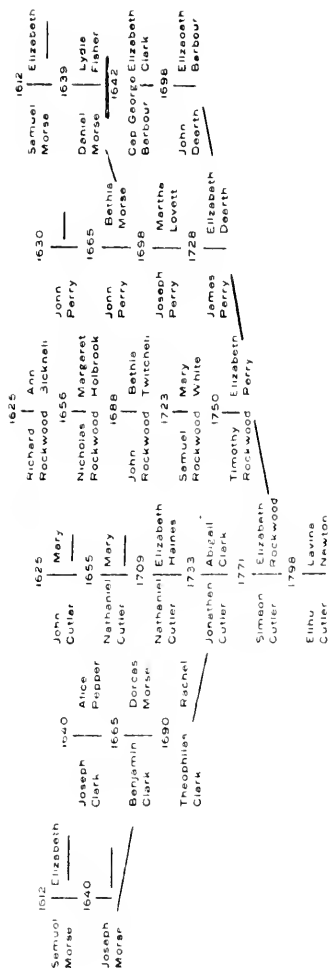 1612
Samuel Elizabeth
Morse
1640
Joseph
Morse
1640
Joseph Alice
Clark Pepper
1665
Benjamin Dorcas
Clark Morse
1690
Theophilas Rachel
Clark
1625
John Mary
Cutler
1655
Nathaniel Mary
Cutler
1709
Nathaniel Elizabeth
Cutler Haines
1733
Jonathan Abigail
Cutler Clark
1771
Simeon Elizabeth
Cutler Rockwood
1798
Elihu Lavina
Cutler Newton
1625
Richard Ann
Rockwood Bicknell
1656
Nicholas Margaret
Rockwood Holbrook
1688
John Bethia
Rockwood Twitchell
1723
Samuel Mary
Rockwood White
1750
Timothy Elizabeth
Rockwood Perry
1630
John
Perry
1665
John Bethia
Perry Morse
1698
Joseph Martha
Perry Lovett
1728
James Elizabeth
Perry Dearth
1612
Samuel Elizabeth
Morse
1639
Daniel Lydia
Morse Fisher
1642
Cap George Elizabeth
Barbour Clark
1698
John Elizabeth
Dearth Barbour